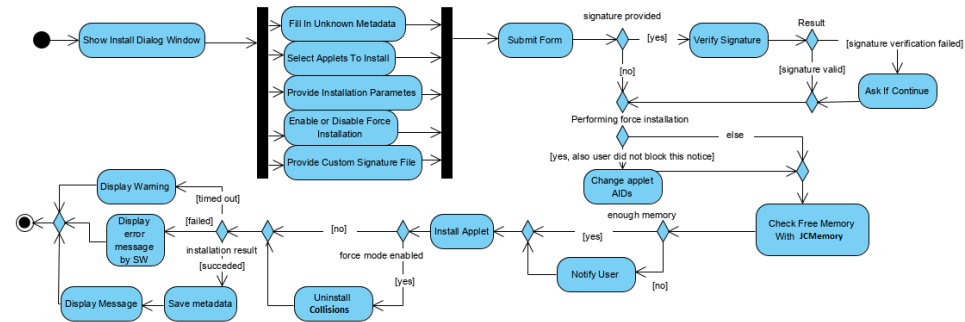 signature provided
Result
Fill In Unknown Metadata
Show Install Dialog Window
Submit Form
[yes]
Verify Signature
[signature verification failed]
Select Applets To Install
[no]
[signature valid]
Ask If Continue
Provide Installation Parametes
Performing force installation
Enable or Disable Force
Installation
else
[yes, also user did not block this notice]
Provide Custom Signature File
Change applet
AIDs
Display Warning
[timed out]
enough memory
Check Free Memory
With JCMemory
[failed]
Display
error
message
by SW
[no]
Install Applet
[yes]
installation result
[succeded]
force mode enabled
[yes]
Notify User
[no]
Display Message
Save metadata
Uninstall
Collisions